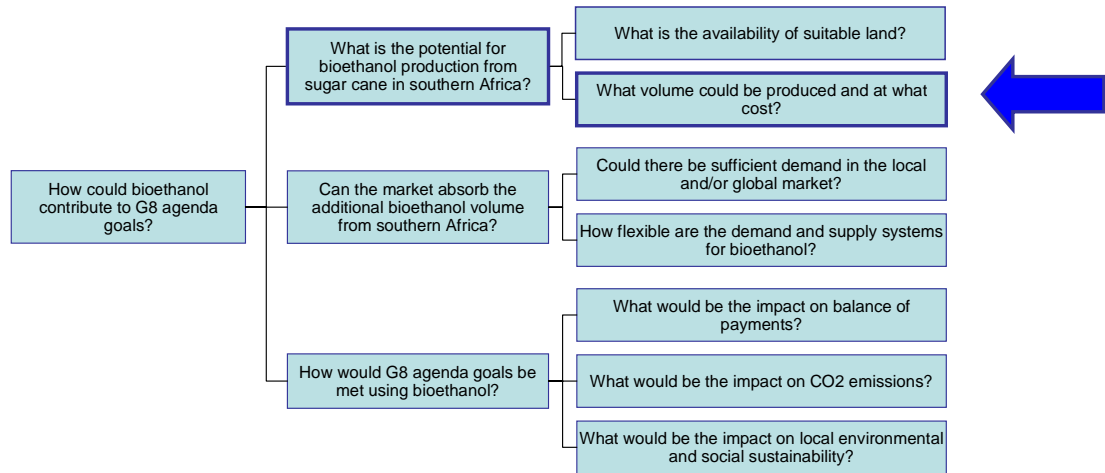 How could bioethanol
contribute to G8 agenda
goals?
What is the potential for
bioethanol production from
sugar cane in southern Africa?
What is the availability of suitable land?
What volume could be produced and at what
cost?
Can the market absorb the
additional bioethanol volume
from southern Africa?
Could there be sufficient demand in the local
and/or global market?
How flexible are the demand and supply systems
for bioethanol?
How would G8 agenda goals be
met using bioethanol?
What would be the impact on balance of
payments?
What would be the impact on CO2 emissions?
What would be the impact on local environmental
and social sustainability?